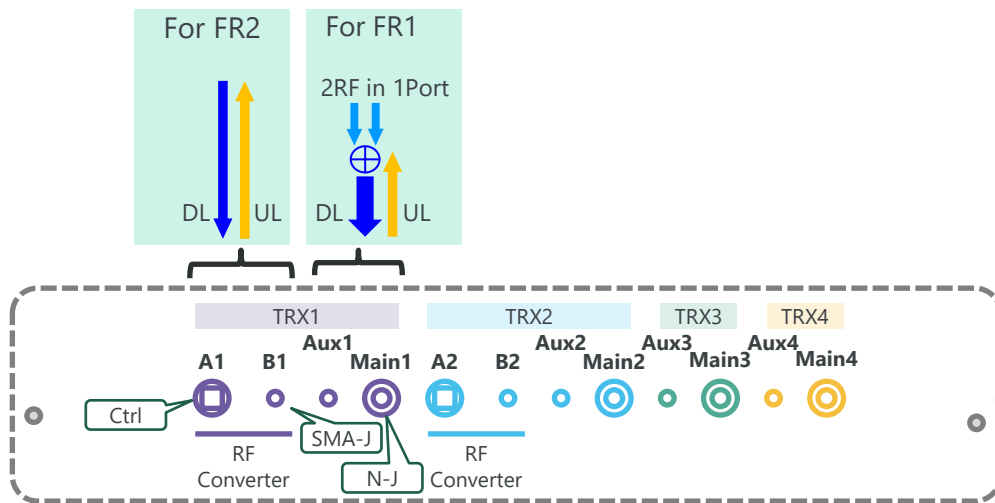 For FR2
For FR1
2RF in 1Port
DL
UL
DL
UL
TRX1
TRX2
TRX3
TRX4
Aux1
Aux2
Aux3
Aux4
A1
B1
Main1
A2
B2
Main2
Main3
Main4
Ctrl
SMA-J
N-J
RF
Converter
RF
Converter